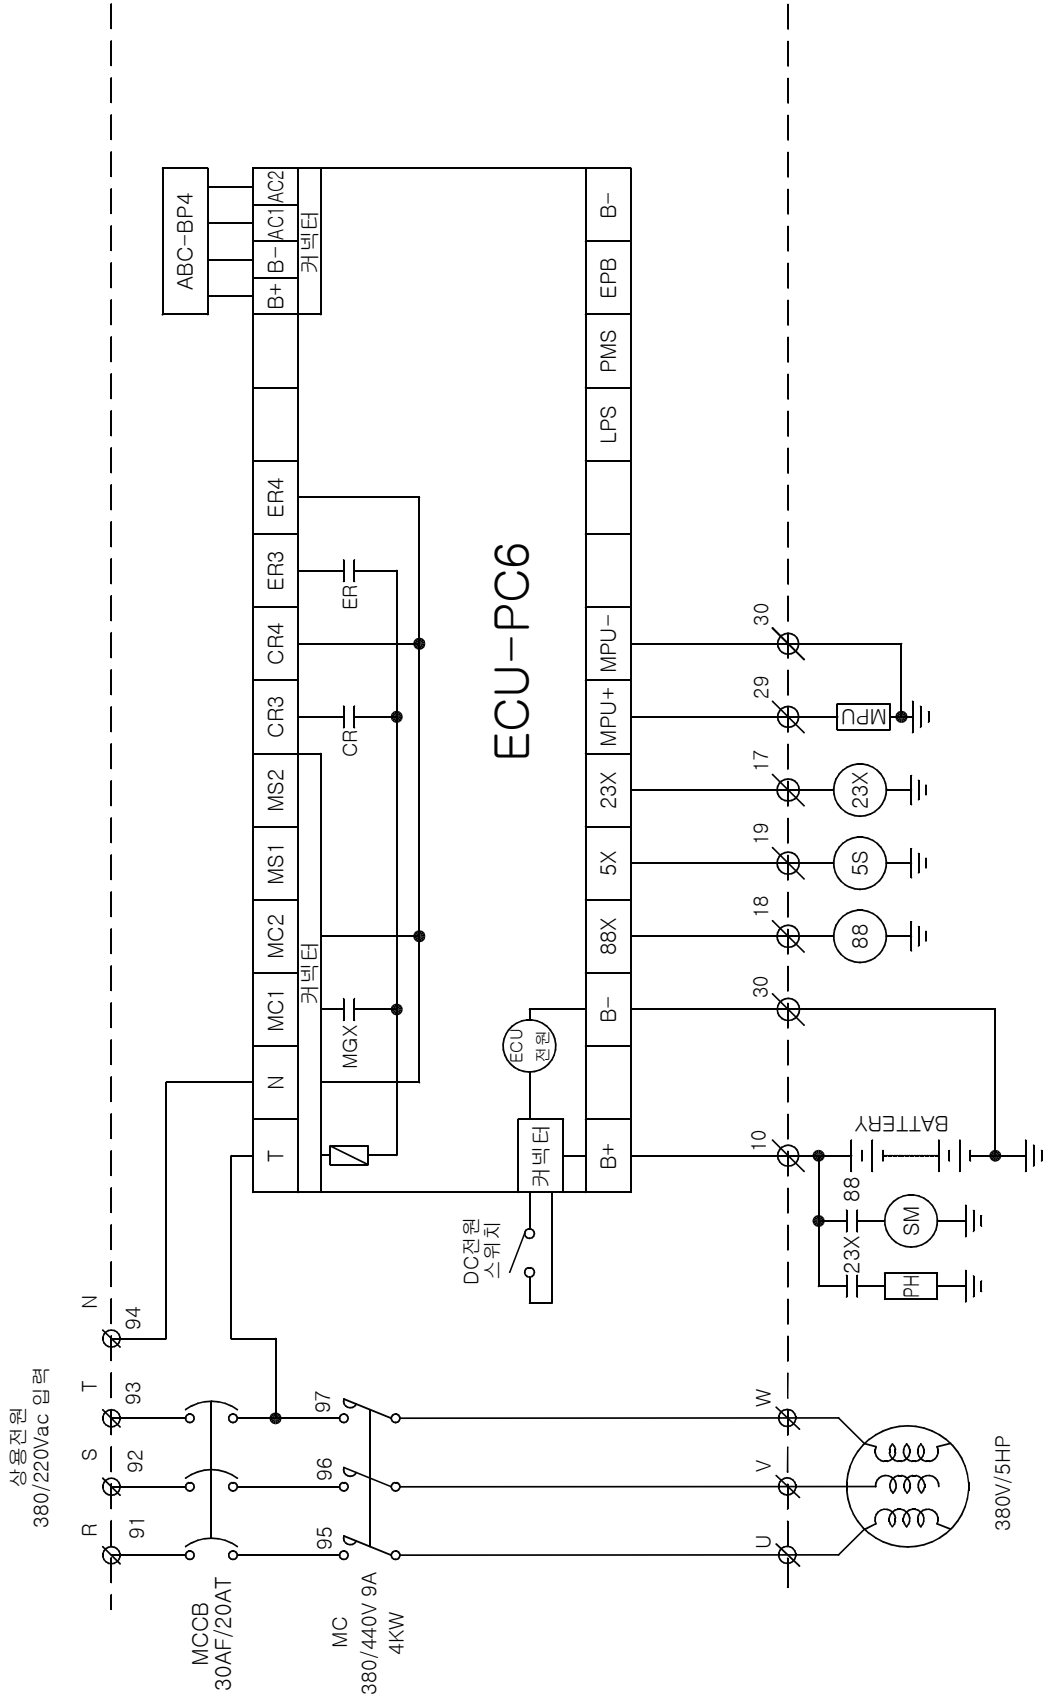 상용전원
380/220Vac 입력
R S T N
91 92 93 94
ABC-BP4
MCCB
30AF/20AT
T N MC1 MC2 MS1 MS2 CR3 CR4 ER3 ER4 B+ B- AC1 AC2
커넥터
커넥터
95 96 97
MC
380/440V 9A
4KW
MGX
CR
ER
DC전원
스위치
ECU
전원
ECU-PC6
커넥터
B+ B- 88X 5X 23X MPU+ MPU- LPS PMS EPB B-
U V W
10 30 18 19 17 29 30
23X
88
88
5S
23X
MPU
PH
SM
BATTERY
380V/5HP